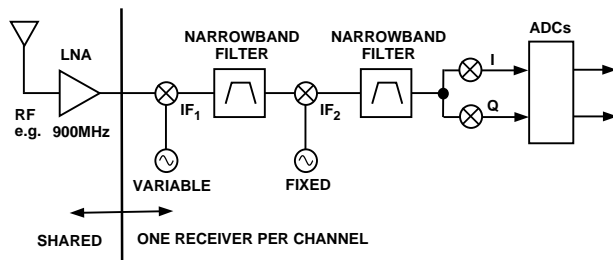 NARROWBAND
FILTER
NARROWBAND
FILTER
ADCs
LNA
I
RF
e.g.
900MHz
IF1
IF2
Q
VARIABLE
FIXED
SHARED
ONE RECEIVER PER CHANNEL